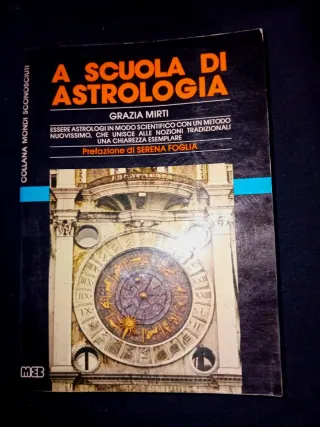 COLLANA MONDI SCONOSCIUTI
A SCUOLA DI
ASTROLOGIA
GRAZIA MIRTI
ESSERE ASTROLOGI IN MODO SCIENTIFICO CON UN METODO
NUOVISSIMO, CHE UNISCE ALLE NOZIONI TRADIZIONALI
UNA CHIAREZZA ESEMPLARE
Prefazione di SERENA FOGLIA
MEB